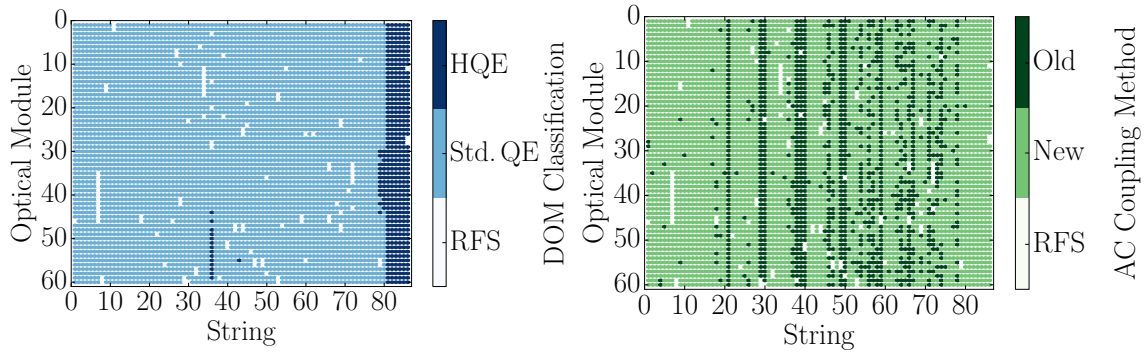 0
10
20
30
40
50
60
Optical Module
0 10 20 30 40 50 60 70 80
String
HQE
Std. QE
RFS
DOM Classification
0
10
20
30
40
50
60
Optical Module
0 10 20 30 40 50 60 70 80
String
Old
New
RFS
AC Coupling Method